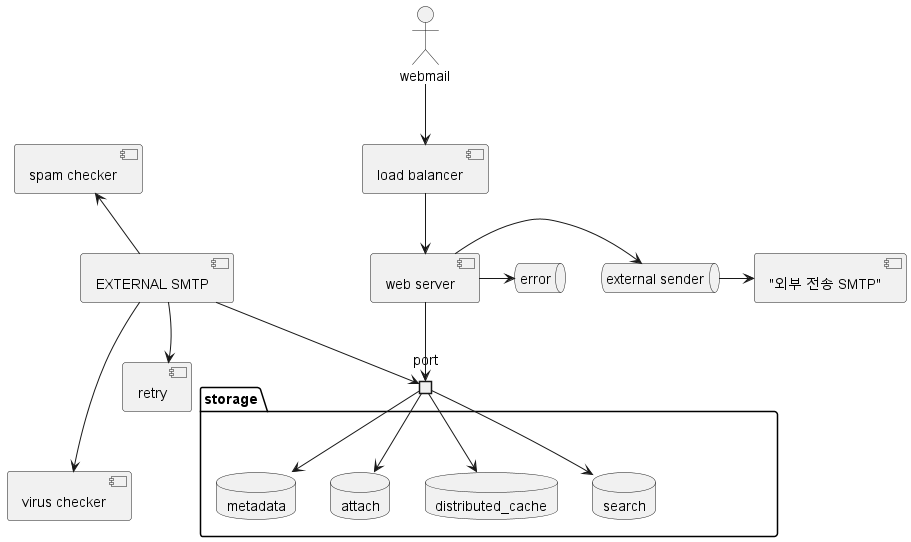 webmail
spam checker
load balancer
EXTERNAL SMTP
web server
error
external sender
"외부 전송 SMTP"
port
retry
storage
virus checker
metadata
attach
distributed_cache
search